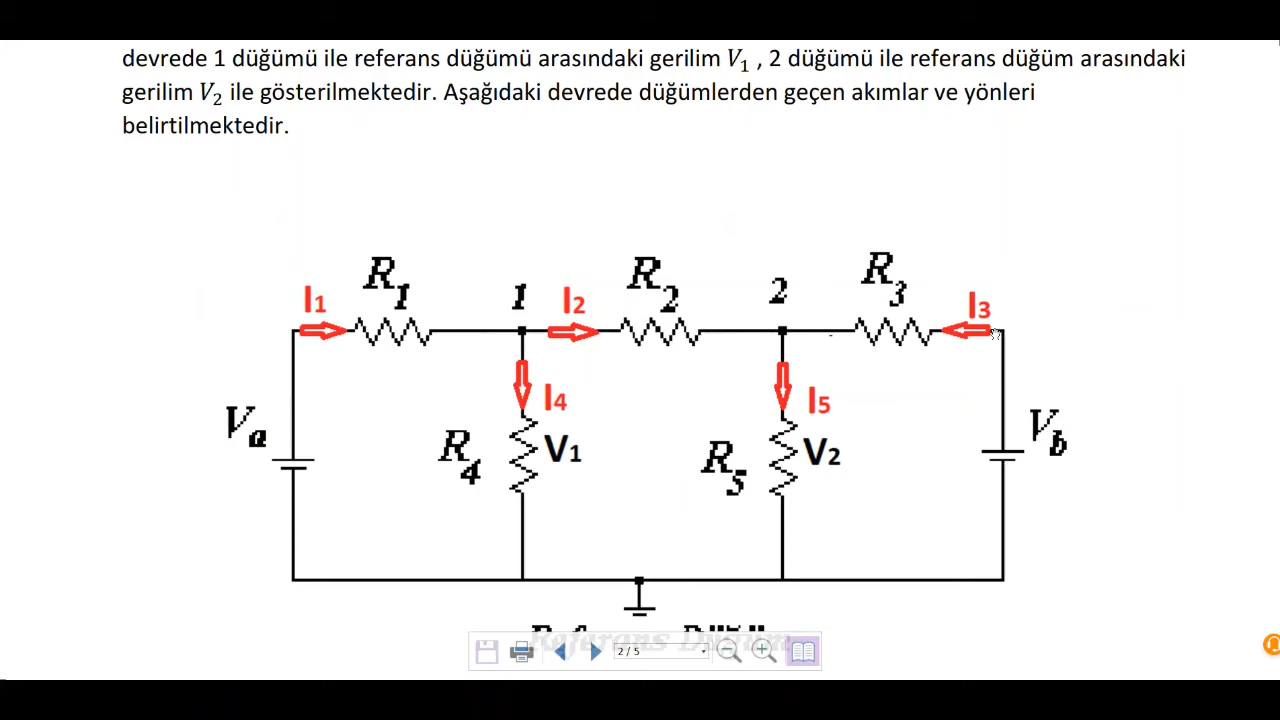 devrede 1 düğümü ile referans düğümü arasındaki gerilim V₁ , 2 düğümü ile referans düğüm arasındaki
gerilim V₂ ile gösterilmektedir. Aşağıdaki devrede düğümlerden geçen akımlar ve yönleri
belirtilmektedir.
I1 R1 1 I2 R2 2 R3 I3
Va R4 I4 V1 R5 I5 V2 Vb
Referans Düğüm
2 / 5